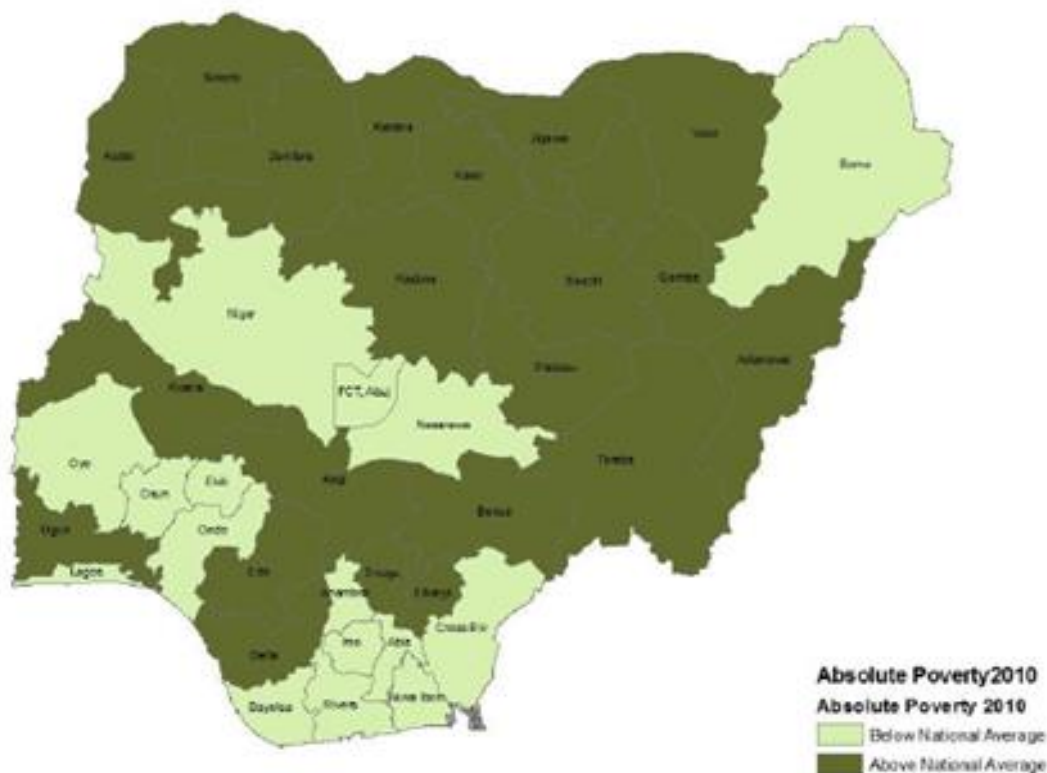 Sokoto
Katsina
Jigawa
Yobe
Kebbi
Zamfara
Kano
Borno
Kaduna
Bauchi
Gombe
Niger
Plateau
Adamawa
Kwara
FCT, Abuj
Nasarawa
Oyo
Taraba
Osun
Ekiti
Kogi
Benue
Ogun
Ondo
Lagos
Edo
Enugu
Anambra
Ebonyi
Imo
Abia
Cross Riv
Delta
Bayelsa
Rivers
Akwa Ibom
Absolute Poverty2010
Absolute Poverty 2010
Below National Average
Above National Average